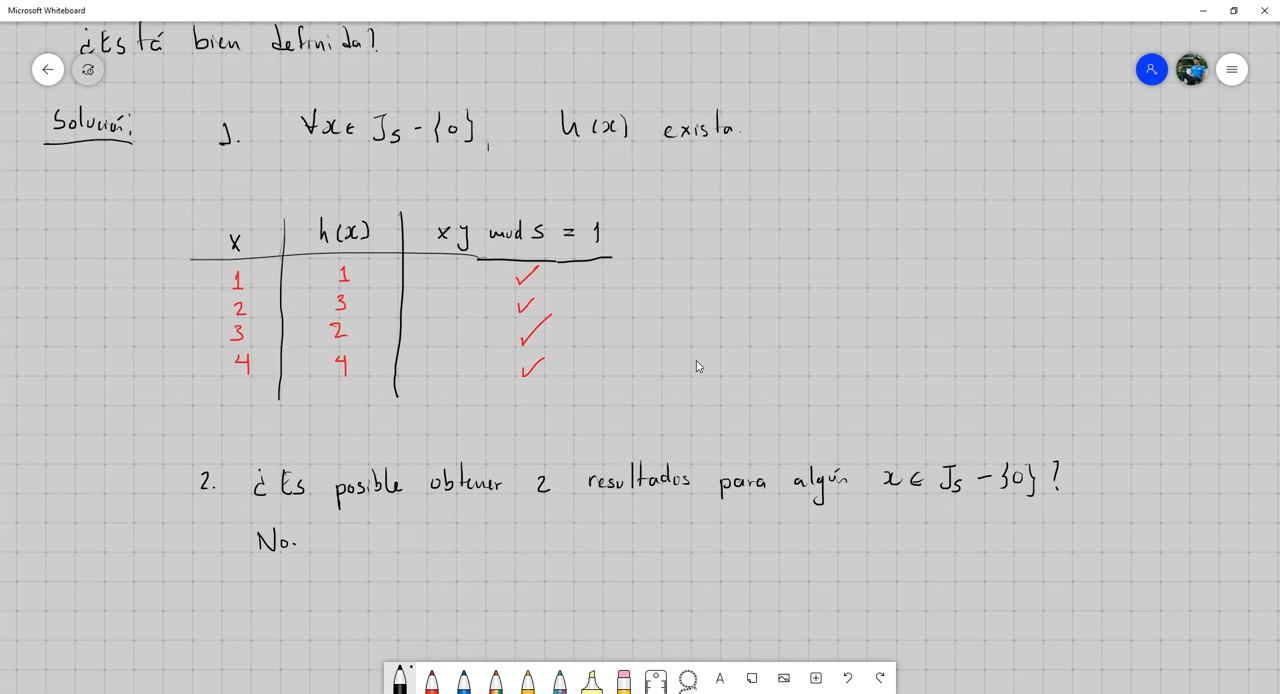 Microsoft Whiteboard
¿Está bien definida?
Solución: 1. ∀x∈ J₅ - {0}, h(x) exista.
x h(x) xy mod 5 = 1
1 1 ✓
2 3 ✓
3 2 ✓
4 4 ✓
2. ¿Es posible obtener 2 resultados para algún x ∈ J₅ - {0}?
No.
A